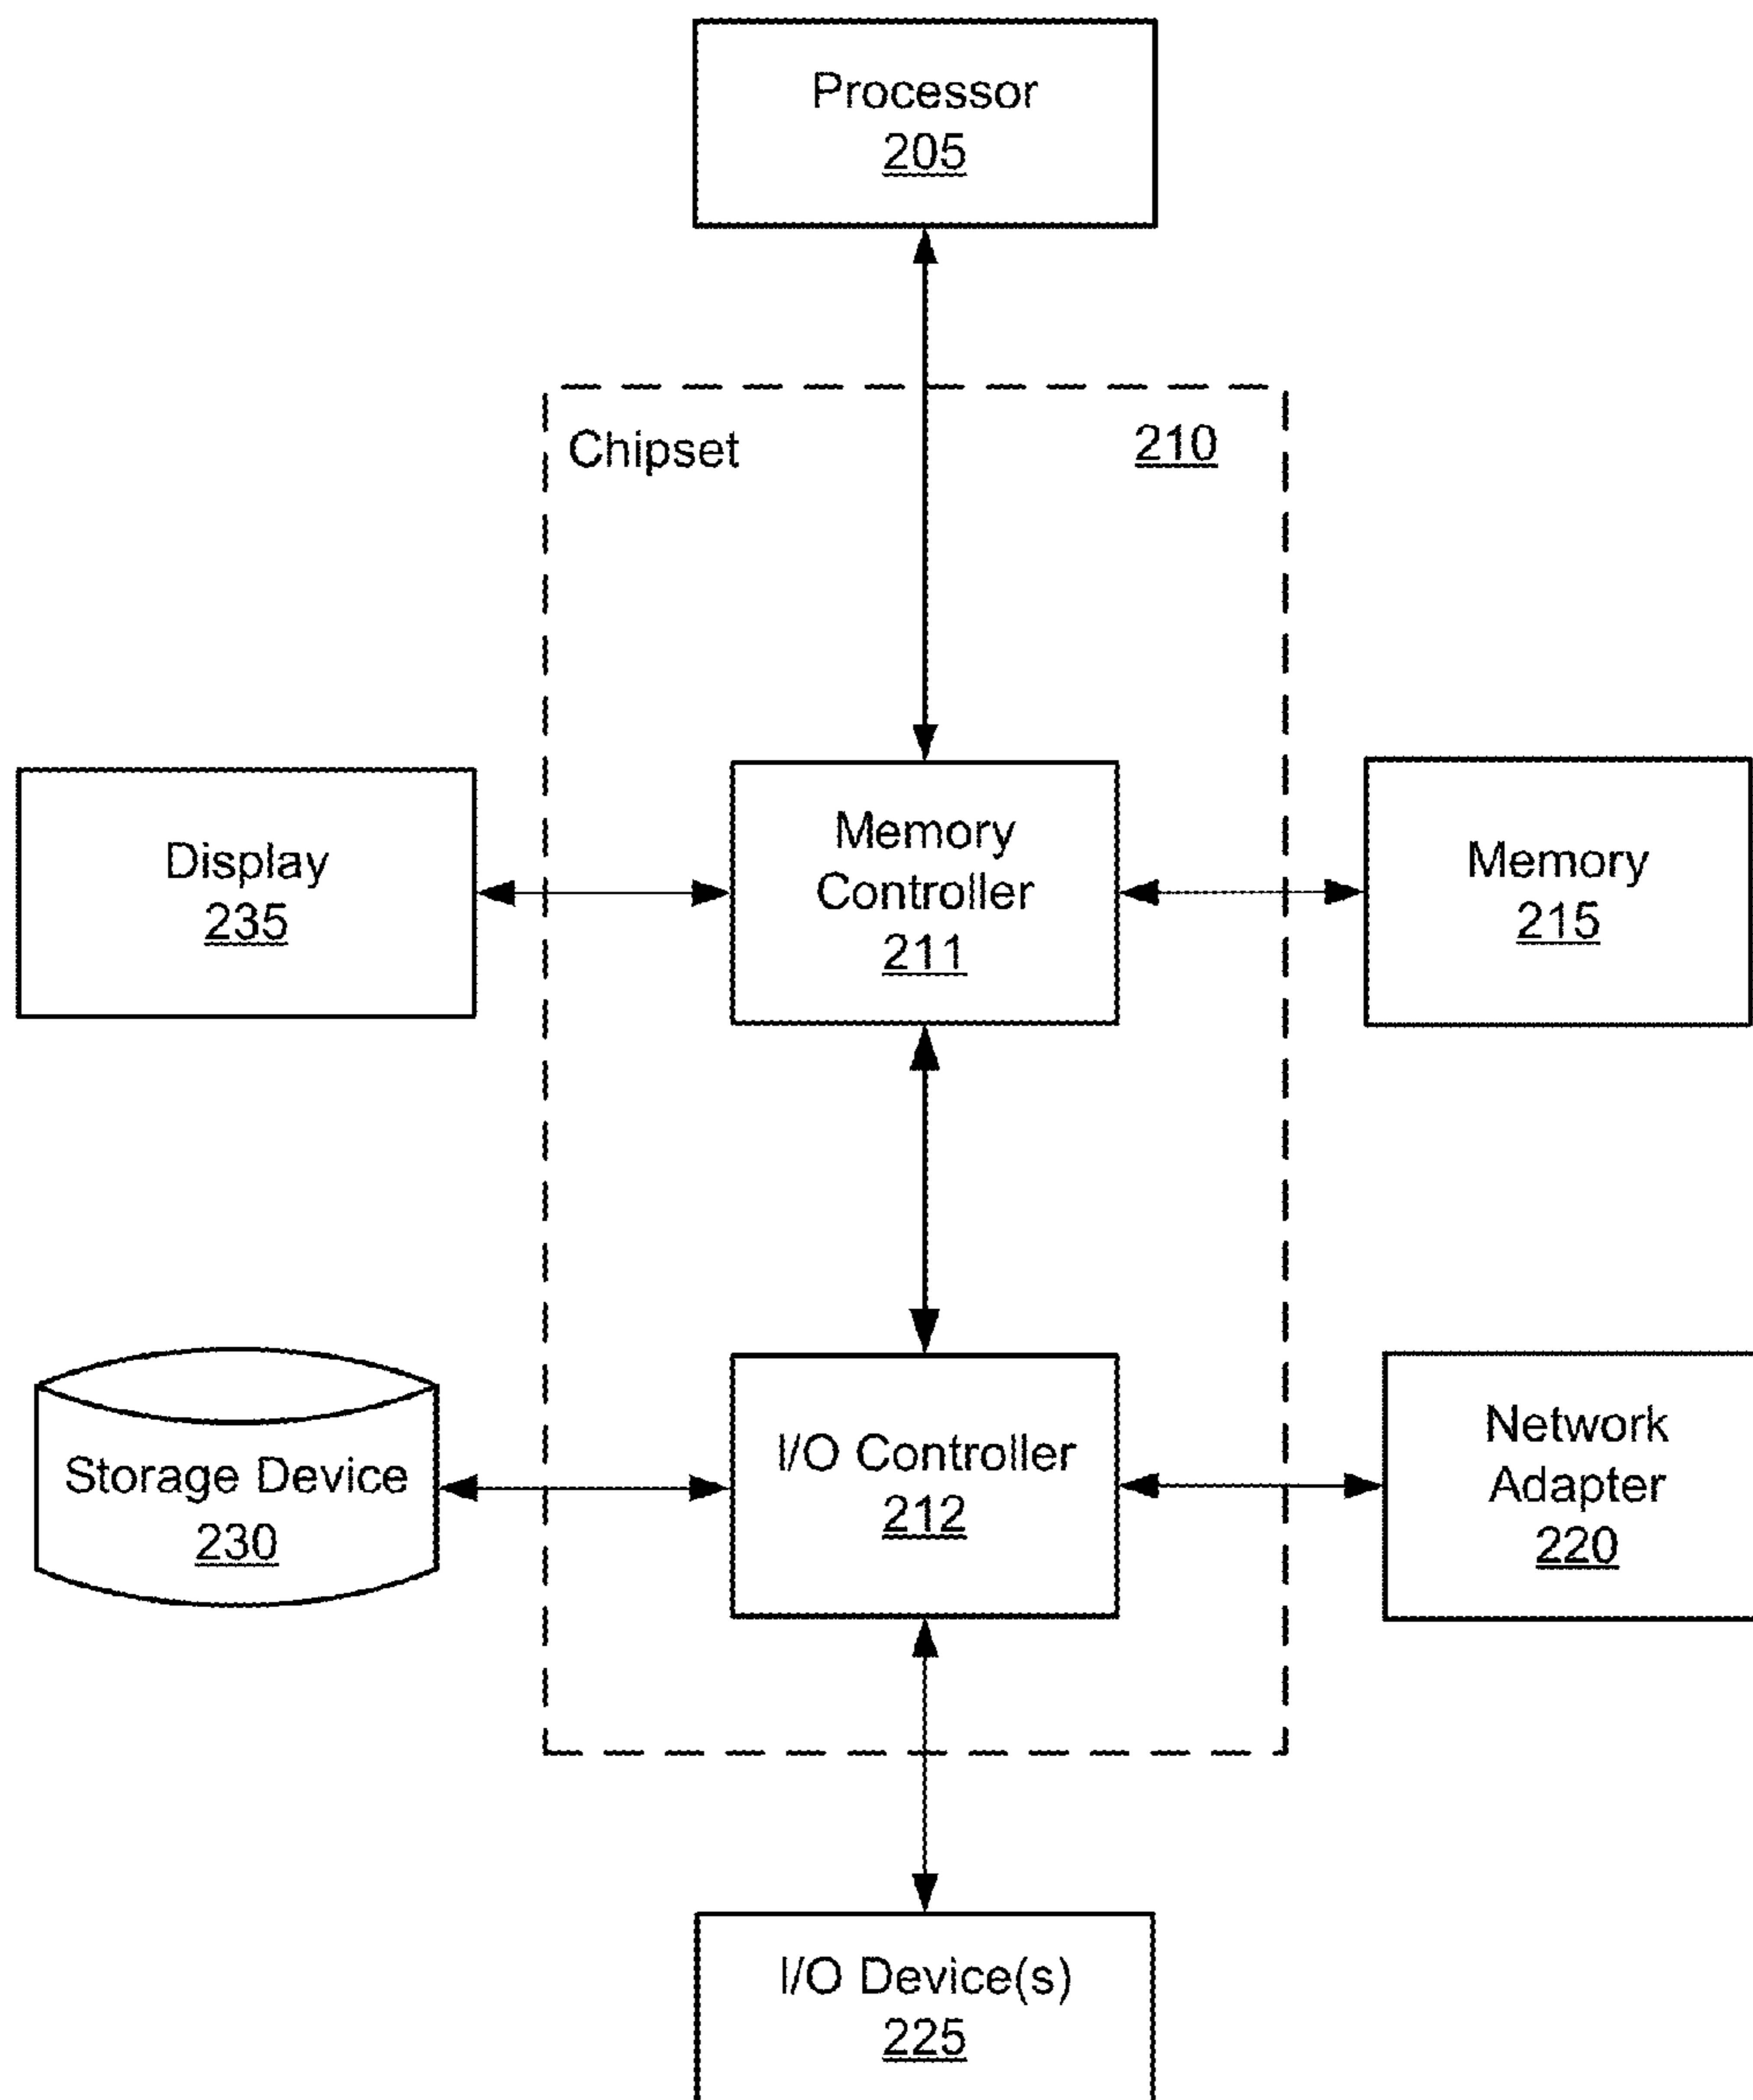 Processor
205
Chipset
210
Display
235
Memory
Controller
211
Memory
215
Storage Device
230
I/O Controller
212
Network
Adapter
220
I/O Device(s)
225